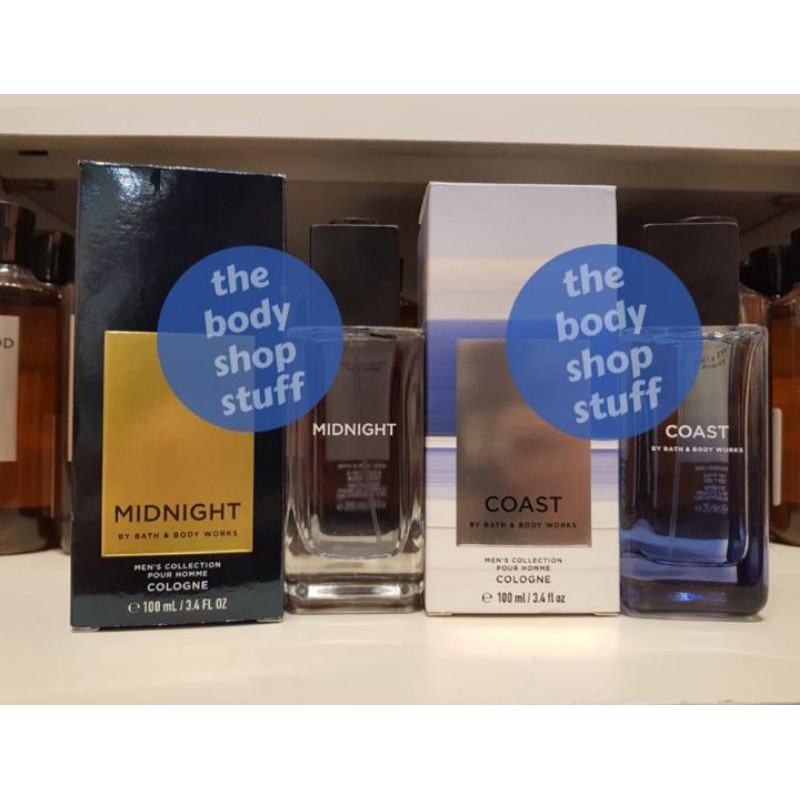 the
body
shop
stuff
MIDNIGHT
BY BATH & BODY WORKS
MEN'S COLLECTION
POUR HOMME
COLOGNE
℮ 100 mL / 3.4 FL OZ
MIDNIGHT
the
body
shop
stuff
COAST
BY BATH & BODY WORKS
MEN'S COLLECTION
POUR HOMME
COLOGNE
℮ 100 ml / 3.4 fl oz
COAST
BY BATH & BODY WORKS
OD